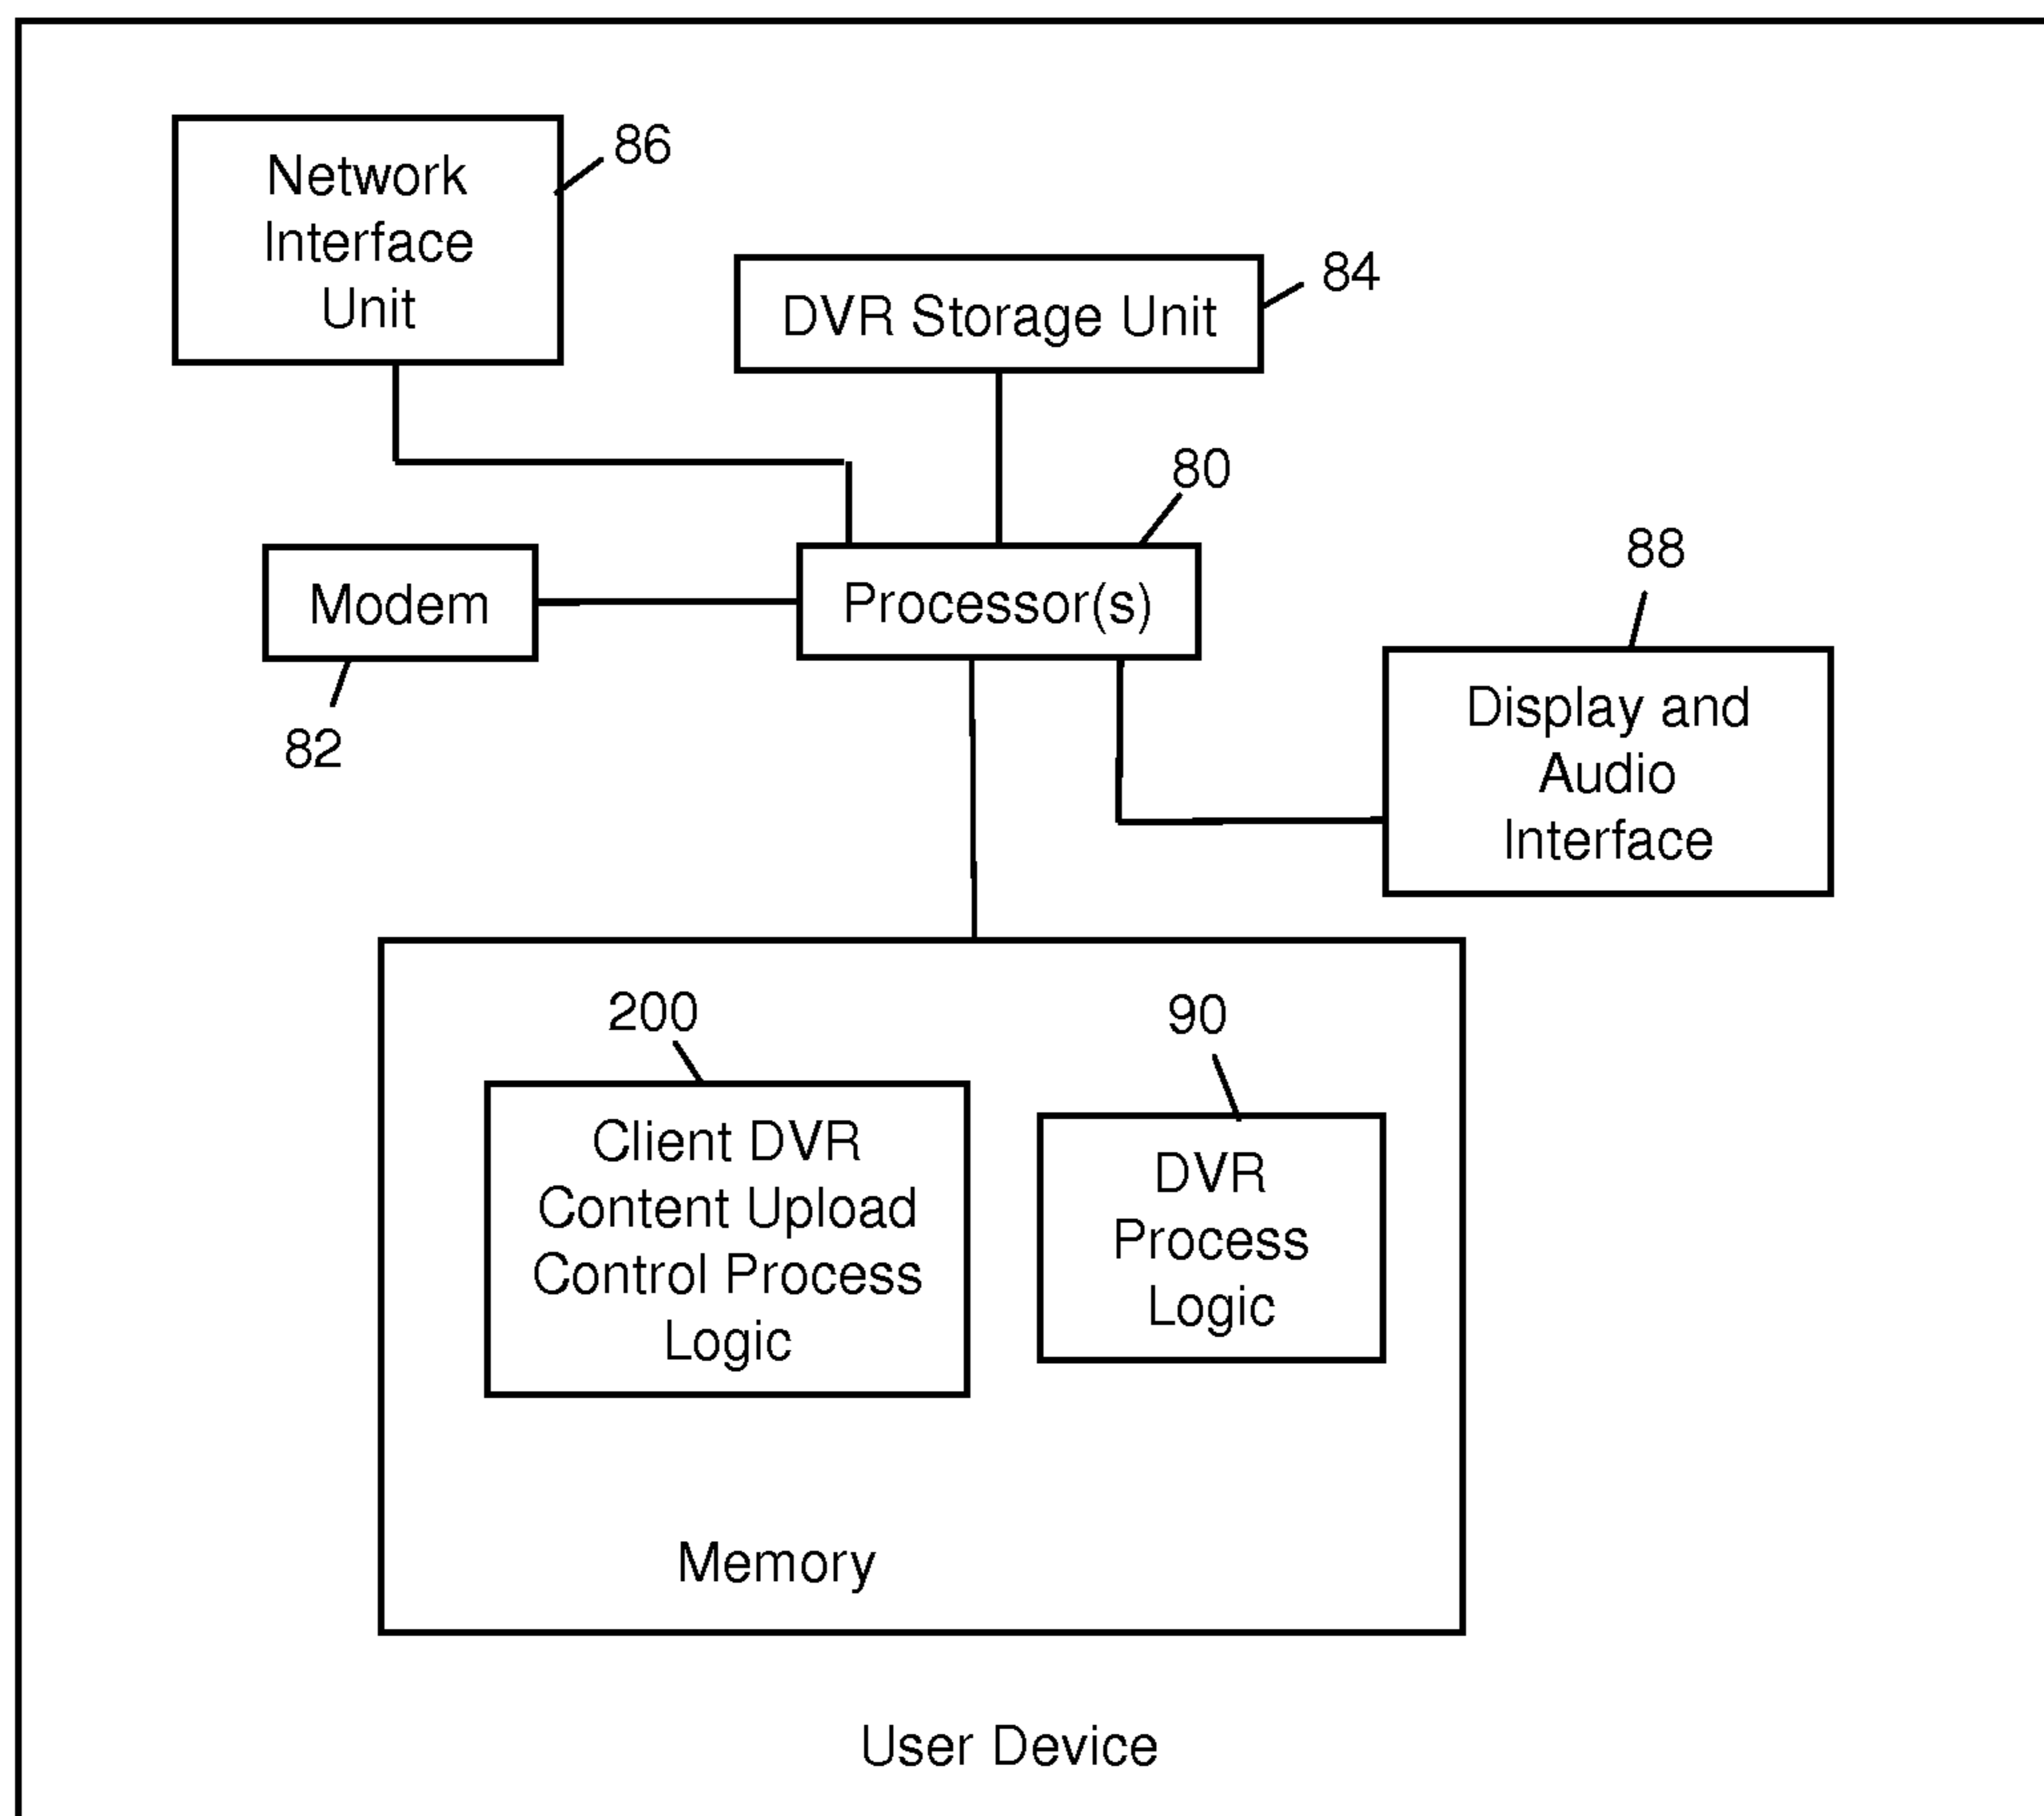 Network
Interface
Unit
86
DVR Storage Unit
84
80
Modem
82
Processor(s)
88
Display and
Audio
Interface
200
Client DVR
Content Upload
Control Process
Logic
90
DVR
Process
Logic
Memory
User Device